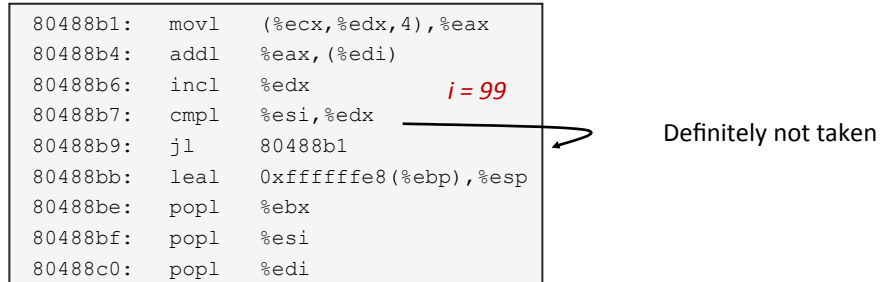 80488b1: movl (%ecx,%edx,4),%eax
80488b4: addl %eax,(%edi)
80488b6: incl %edx
i = 99
80488b7: cmpl %esi,%edx
Definitely not taken
80488b9: jl 80488b1
80488bb: leal 0xffffffe8(%ebp),%esp
80488be: popl %ebx
80488bf: popl %esi
80488c0: popl %edi